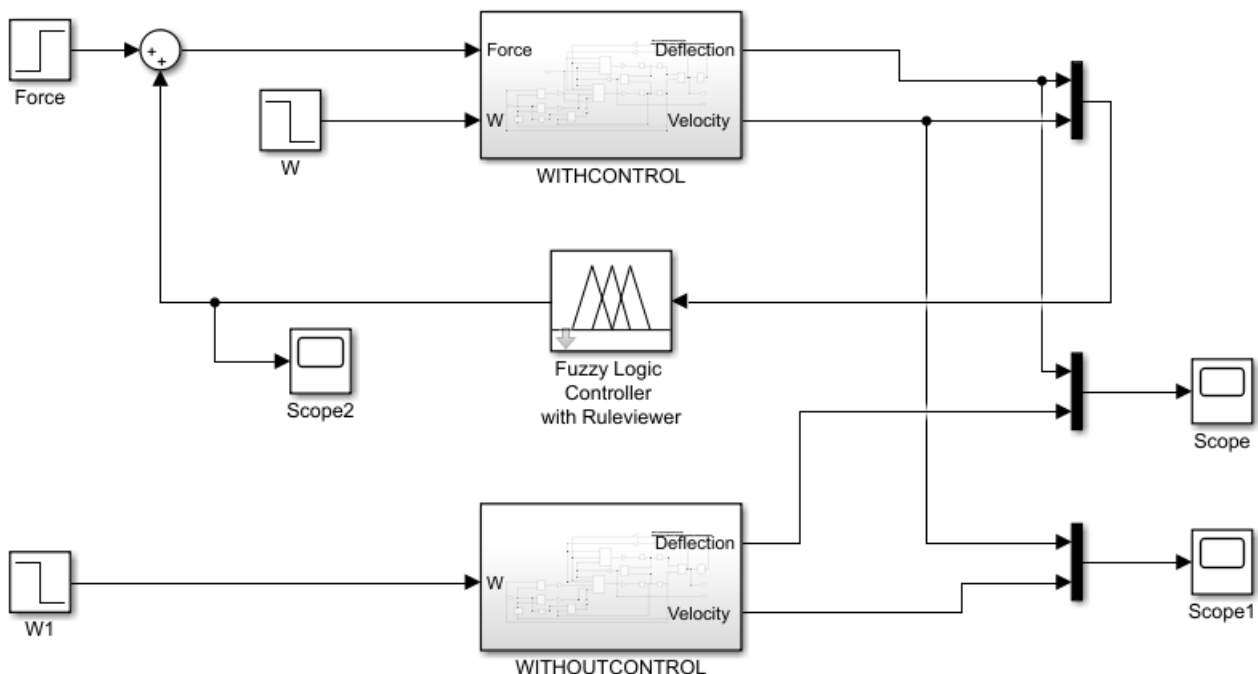 Force
+
+
Force
W
Deflection
Velocity
WITHCONTROL
W
Fuzzy Logic
Controller
with Ruleviewer
Scope2
Scope
W1
W
Deflection
Velocity
WITHOUTCONTROL
Scope1